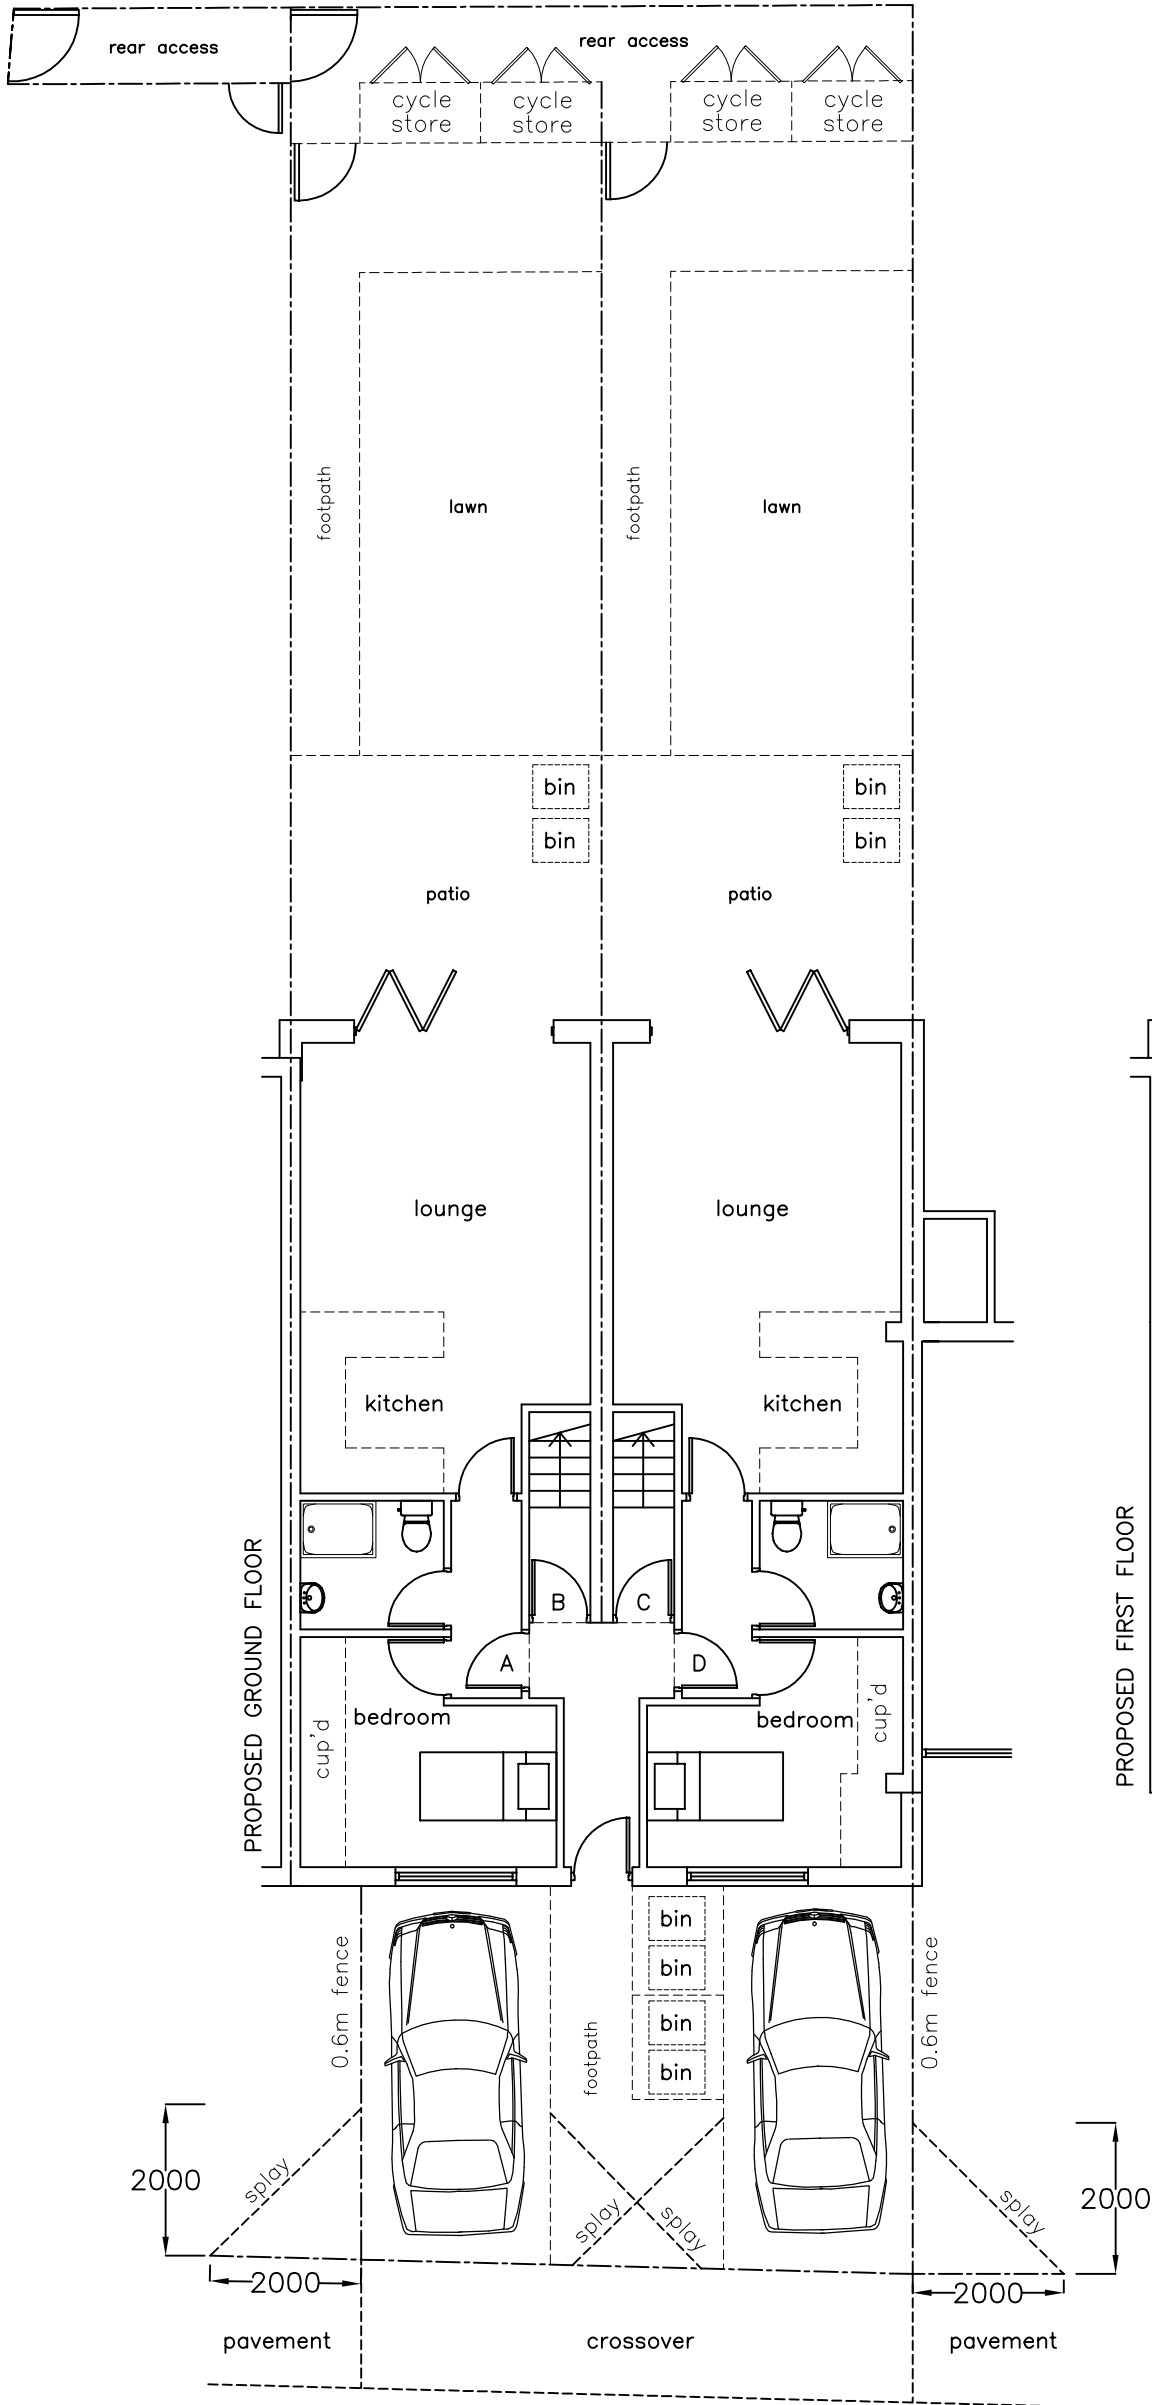 rear access
rear access
cycle
store
cycle
store
cycle
store
cycle
store
footpath
lawn
footpath
lawn
bin
bin
bin
bin
patio
patio
lounge
lounge
kitchen
kitchen
PROPOSED GROUND FLOOR
PROPOSED FIRST FLOOR
B
C
A
D
bedroom
bedroom
cup'd
cup'd
0.6m fence
footpath
bin
bin
bin
bin
0.6m fence
2000
splay
splay
splay
splay
2000
2000
2000
pavement
crossover
pavement